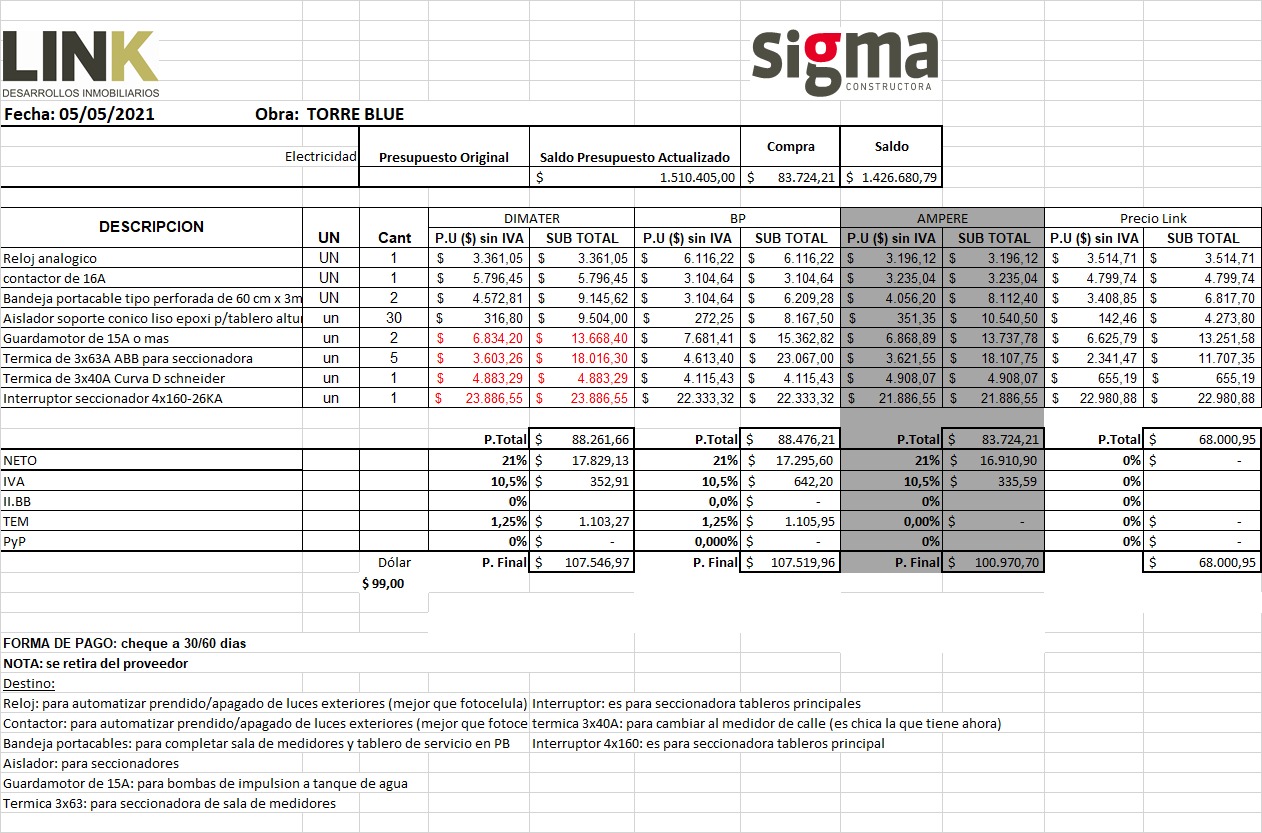 LINK
DESARROLLOS INMOBILIARIOS
sigma
CONSTRUCTORA
Fecha: 05/05/2021 Obra: TORRE BLUE
Electricidad Presupuesto Original Saldo Presupuesto Actualizado Compra Saldo
$ 1.510.405,00 $ 83.724,21 $ 1.426.680,79
DESCRIPCION UN Cant DIMATER BP AMPERE Precio Link
P.U ($) sin IVA SUB TOTAL P.U ($) sin IVA SUB TOTAL P.U ($) sin IVA SUB TOTAL P.U ($) sin IVA SUB TOTAL
Reloj analogico UN 1 $ 3.361,05 $ 3.361,05 $ 6.116,22 $ 6.116,22 $ 3.196,12 $ 3.196,12 $ 3.514,71 $ 3.514,71
contactor de 16A UN 1 $ 5.796,45 $ 5.796,45 $ 3.104,64 $ 3.104,64 $ 3.235,04 $ 3.235,04 $ 4.799,74 $ 4.799,74
Bandeja portacable tipo perforada de 60 cm x 3m UN 2 $ 4.572,81 $ 9.145,62 $ 3.104,64 $ 6.209,28 $ 4.056,20 $ 8.112,40 $ 3.408,85 $ 6.817,70
Aislador soporte conico liso epoxi p/tablero altu un 30 $ 316,80 $ 9.504,00 $ 272,25 $ 8.167,50 $ 351,35 $ 10.540,50 $ 142,46 $ 4.273,80
Guardamotor de 15A o mas un 2 $ 6.834,20 $ 13.668,40 $ 7.681,41 $ 15.362,82 $ 6.868,89 $ 13.737,78 $ 6.625,79 $ 13.251,58
Termica de 3x63A ABB para seccionadora un 5 $ 3.603,26 $ 18.016,30 $ 4.613,40 $ 23.067,00 $ 3.621,55 $ 18.107,75 $ 2.341,47 $ 11.707,35
Termica de 3x40A Curva D schneider un 1 $ 4.883,29 $ 4.883,29 $ 4.115,43 $ 4.115,43 $ 4.908,07 $ 4.908,07 $ 655,19 $ 655,19
Interruptor seccionador 4x160-26KA un 1 $ 23.886,55 $ 23.886,55 $ 22.333,32 $ 22.333,32 $ 21.886,55 $ 21.886,55 $ 22.980,88 $ 22.980,88
P.Total $ 88.261,66 P.Total $ 88.476,21 P.Total $ 83.724,21 P.Total $ 68.000,95
NETO 21% $ 17.829,13 21% $ 17.295,60 21% $ 16.910,90 0% $ -
IVA 10,5% $ 352,91 10,5% $ 642,20 10,5% $ 335,59 0%
II.BB 0% 0,0% $ - 0% 0%
TEM 1,25% $ 1.103,27 1,25% $ 1.105,95 0,00% $ - 0% $ -
PyP 0% $ - 0,000% $ - 0% 0% $ -
Dólar P. Final $ 107.546,97 P. Final $ 107.519,96 P. Final $ 100.970,70 $ 68.000,95
$ 99,00
FORMA DE PAGO: cheque a 30/60 dias
NOTA: se retira del proveedor
Destino:
Reloj: para automatizar prendido/apagado de luces exteriores (mejor que fotocelula) Interruptor: es para seccionadora tableros principales
Contactor: para automatizar prendido/apagado de luces exteriores (mejor que fotoce termica 3x40A: para cambiar al medidor de calle (es chica la que tiene ahora)
Bandeja portacables: para completar sala de medidores y tablero de servicio en PB Interruptor 4x160: es para seccionadora tableros principal
Aislador: para seccionadores
Guardamotor de 15A: para bombas de impulsion a tanque de agua
Termica 3x63: para seccionadora de sala de medidores